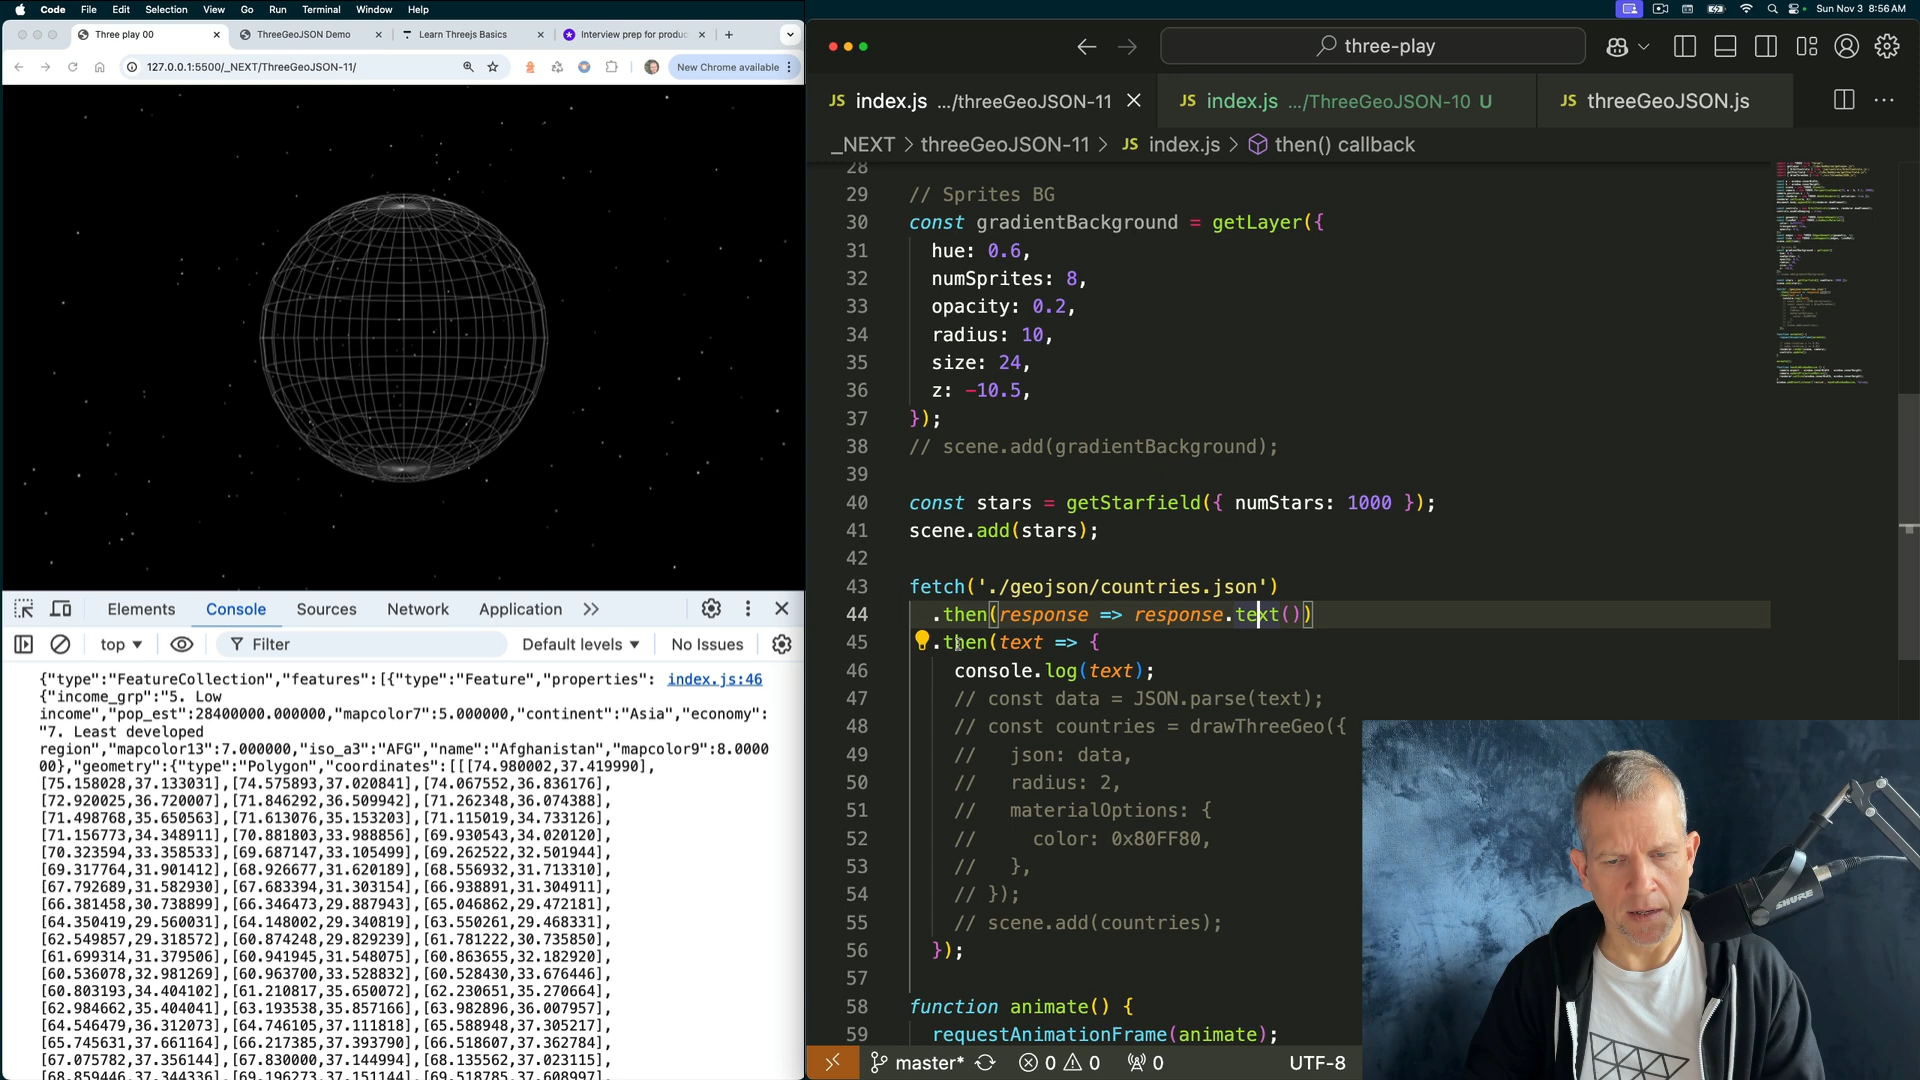 Code File Edit Selection View Go Run Terminal Window Help
Sun Nov 3 8:56 AM
Three play 00
ThreeGeoJSON Demo
Learn Threejs Basics
Interview prep for produc
127.0.0.1:5500/_NEXT/ThreeGeoJSON-11/
New Chrome available
Elements Console Sources Network Application
top
Filter
Default levels
No Issues
{"type":"FeatureCollection","features":[{"type":"Feature","properties": index.js:46
{"income_grp":"5. Low
income","pop_est":28400000.000000,"mapcolor7":5.000000,"continent":"Asia","economy":
"7. Least developed
region","mapcolor13":7.000000,"iso_a3":"AFG","name":"Afghanistan","mapcolor9":8.0000
00},"geometry":{"type":"Polygon","coordinates":[[[74.980002,37.419990],
[75.158028,37.133031],[74.575893,37.020841],[74.067552,36.836176],
[72.920025,36.720007],[71.846292,36.509942],[71.262348,36.074388],
[71.498768,35.650563],[71.613076,35.153203],[71.115019,34.733126],
[71.156773,34.348911],[70.881803,33.988856],[69.930543,34.020120],
[70.323594,33.358533],[69.687147,33.105499],[69.262522,32.501944],
[69.317764,31.901412],[68.926677,31.620189],[68.556932,31.713310],
[67.792689,31.582930],[67.683394,31.303154],[66.938891,31.304911],
[66.381458,30.738899],[66.346473,29.887943],[65.046862,29.472181],
[64.350419,29.560031],[64.148002,29.340819],[63.550261,29.468331],
[62.549857,29.318572],[60.874248,29.829239],[61.781222,30.735850],
[61.699314,31.379506],[60.941945,31.548075],[60.863655,32.182920],
[60.536078,32.981269],[60.963700,33.528832],[60.528430,33.676446],
[60.803193,34.404102],[61.210817,35.650072],[62.230651,35.270664],
[62.984662,35.404041],[63.193538,35.857166],[63.982896,36.007957],
[64.546479,36.312073],[64.746105,37.111818],[65.588948,37.305217],
[65.745631,37.661164],[66.217385,37.393790],[66.518607,37.362784],
[67.075782,37.356144],[67.830000,37.144994],[68.135562,37.023115],
[68.859446,37.344336],[69.196273,37.151144],[69.518785,37.608997],
three-play
JS index.js .../threeGeoJSON-11
JS index.js .../ThreeGeoJSON-10 U
JS threeGeoJSON.js
_NEXT > threeGeoJSON-11 > JS index.js > then() callback
28
29 // Sprites BG
30 const gradientBackground = getLayer({
31 hue: 0.6,
32 numSprites: 8,
33 opacity: 0.2,
34 radius: 10,
35 size: 24,
36 z: -10.5,
37 });
38 // scene.add(gradientBackground);
39
40 const stars = getStarfield({ numStars: 1000 });
41 scene.add(stars);
42
43 fetch('./geojson/countries.json')
44 .then(response => response.text())
45 .then(text => {
46 console.log(text);
47 // const data = JSON.parse(text);
48 // const countries = drawThreeGeo({
49 // json: data,
50 // radius: 2,
51 // materialOptions: {
52 // color: 0x80FF80,
53 // },
54 // });
55 // scene.add(countries);
56 });
57
58 function animate() {
59 requestAnimationFrame(animate);
master* 0 0 0 UTF-8
SHURE